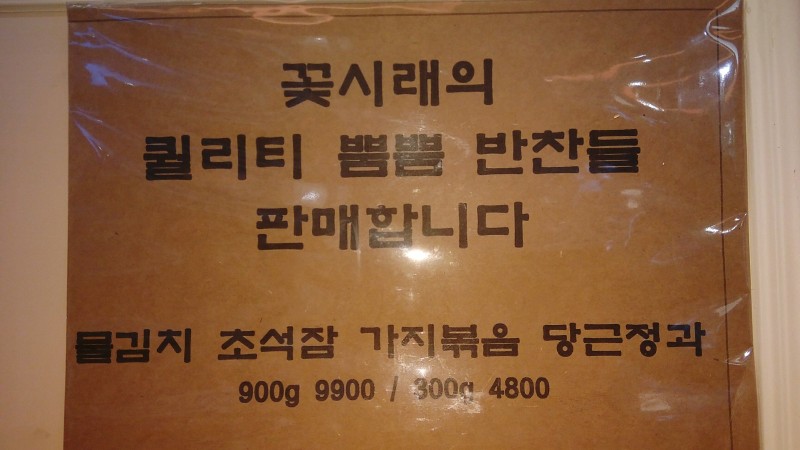 꽃시래의
퀄리티 뿜뿜 반찬들
판매합니다
물김치 초석잠 가지볶음 당근정과
900g 9900 / 300g 4800